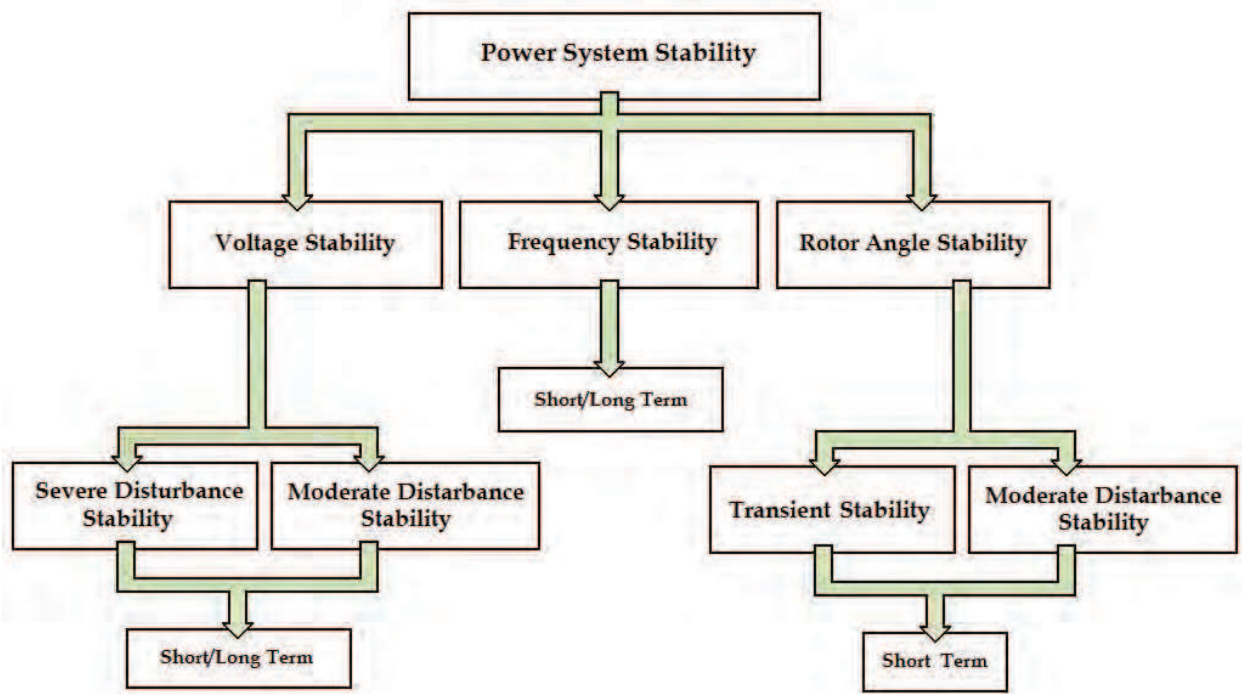 Power System Stability
Voltage Stability
Frequency Stability
Rotor Angle Stability
Short/Long Term
Severe Disturbance
Stability
Moderate Distarbance
Stability
Transient Stability
Moderate Distarbance
Stability
Short/Long Term
Short Term